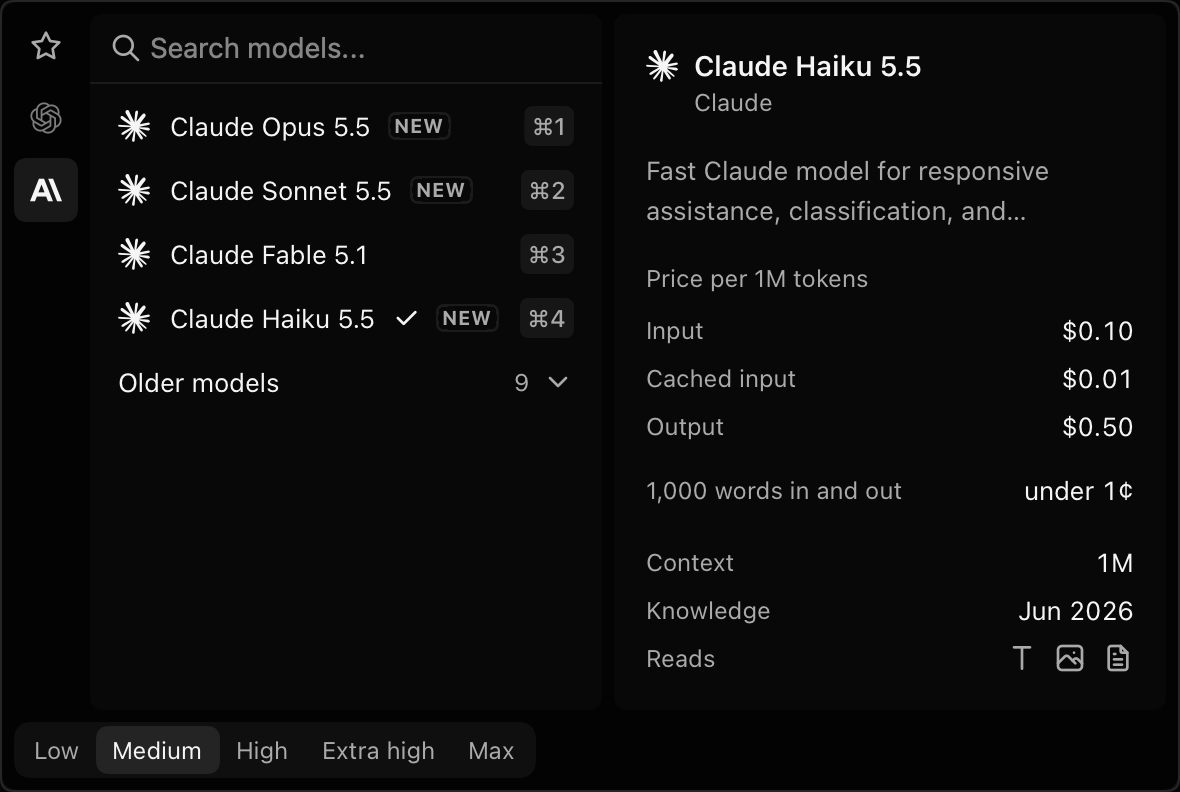 Search models...
Claude Opus 5.5 NEW ⌘1
Claude Sonnet 5.5 NEW ⌘2
Claude Fable 5.1 ⌘3
Claude Haiku 5.5 NEW ⌘4
Older models 9
Claude Haiku 5.5
Claude
Fast Claude model for responsive
assistance, classification, and...
Price per 1M tokens
Input $0.10
Cached input $0.01
Output $0.50
1,000 words in and out under 1¢
Context 1M
Knowledge Jun 2026
Reads
Low Medium High Extra high Max